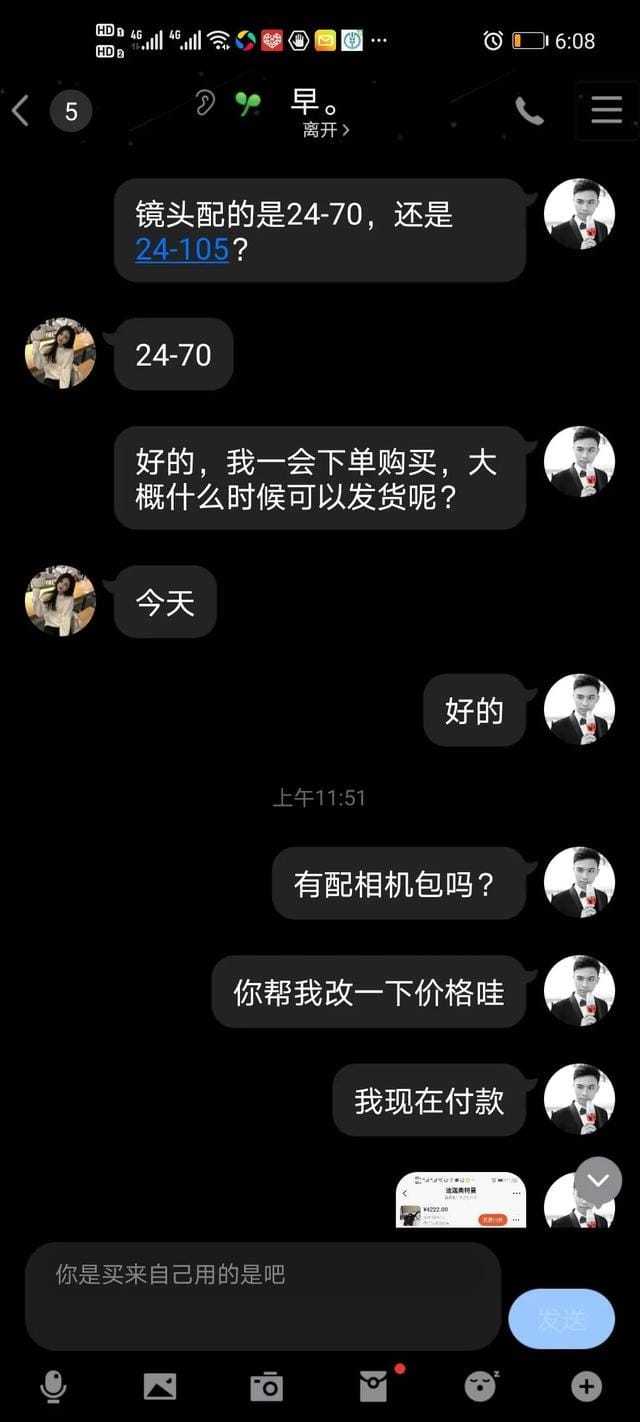 HD 1 4G 4G 6:08
HD 2
5
早。
离开
镜头配的是24-70，还是
24-105？
24-70
好的，我一会下单购买，大
概什么时候可以发货呢？
今天
好的
上午11:51
有配相机包吗？
你帮我改一下价格哇
我现在付款
¥4222.00
你是买来自己用的是吧
发送